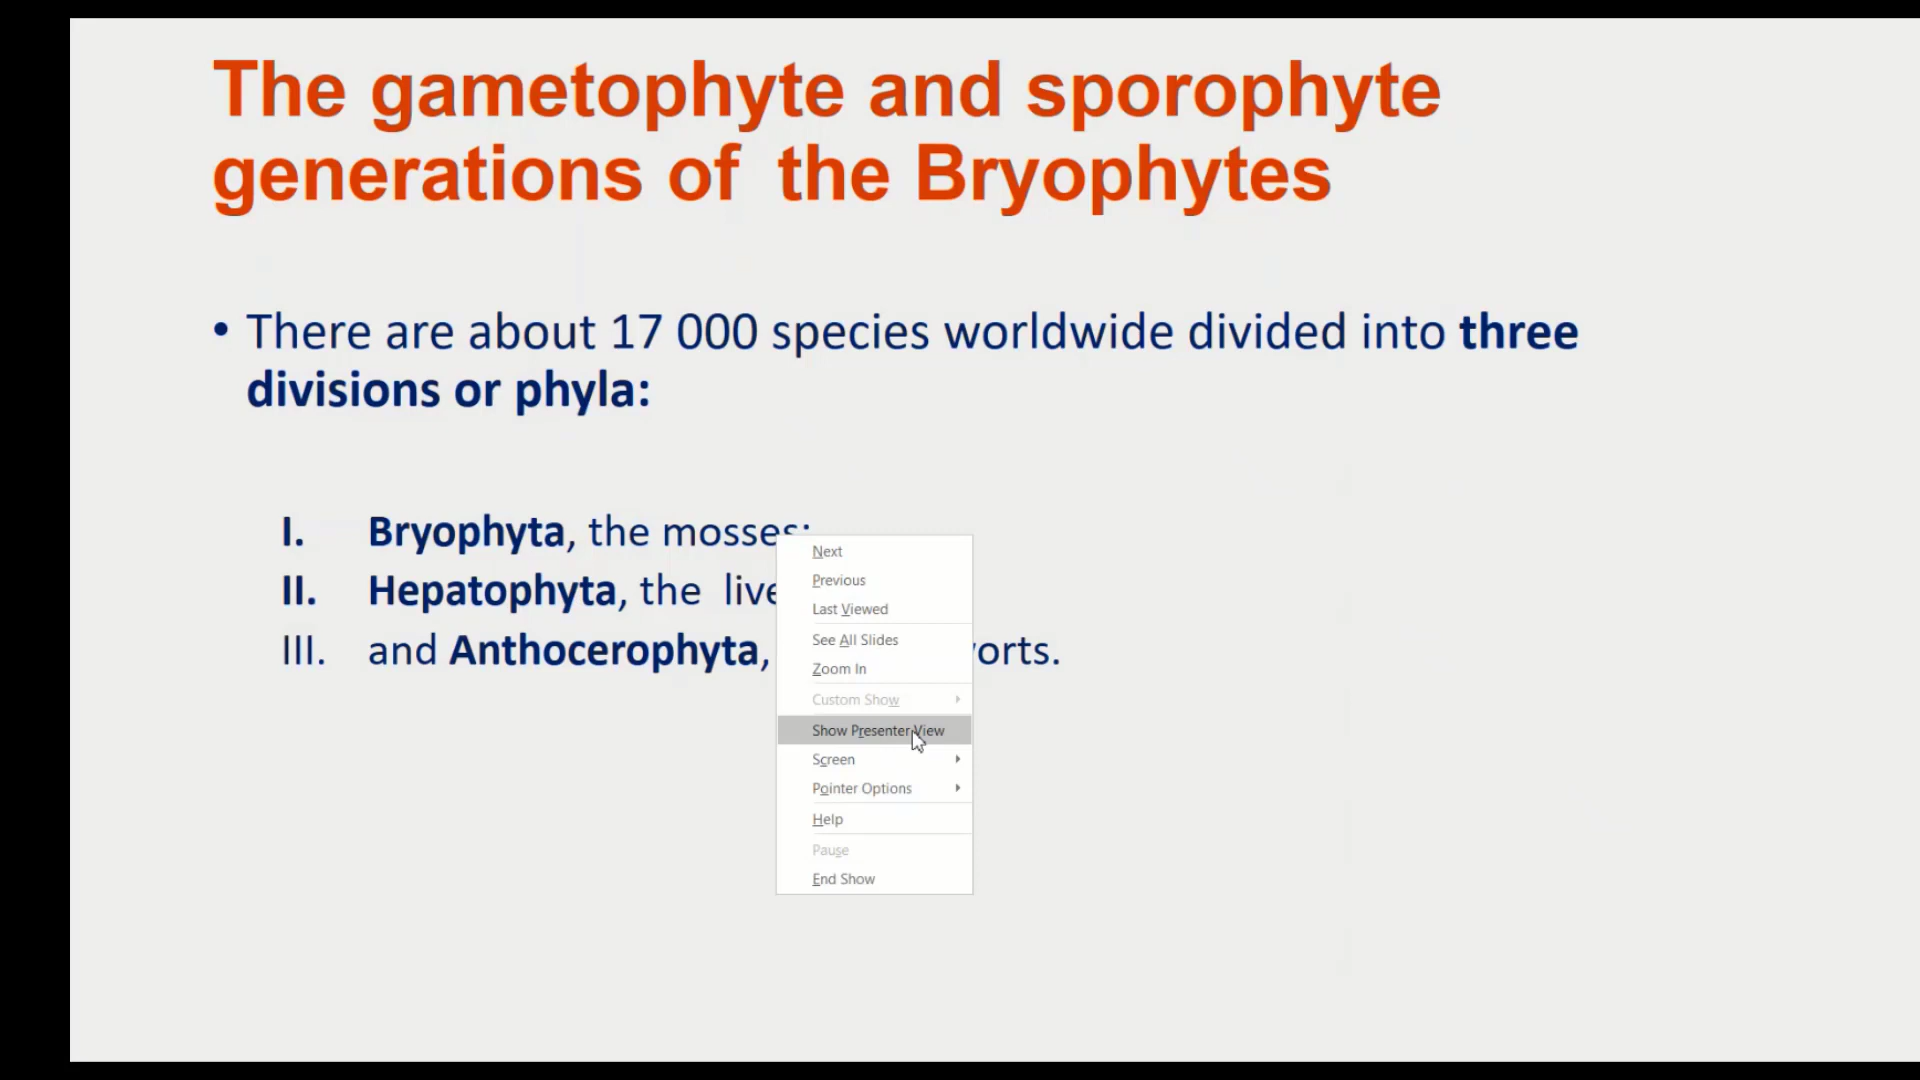 The gametophyte and sporophyte
generations of the Bryophytes
• There are about 17 000 species worldwide divided into three
divisions or phyla:
I. Bryophyta, the mosses;
II. Hepatophyta, the
III. and Anthocerophyta,
Next
Previous
Last Viewed
See All Slides
Zoom In
Custom Show
Show Presenter View
Screen
Pointer Options
Help
Pause
End Show